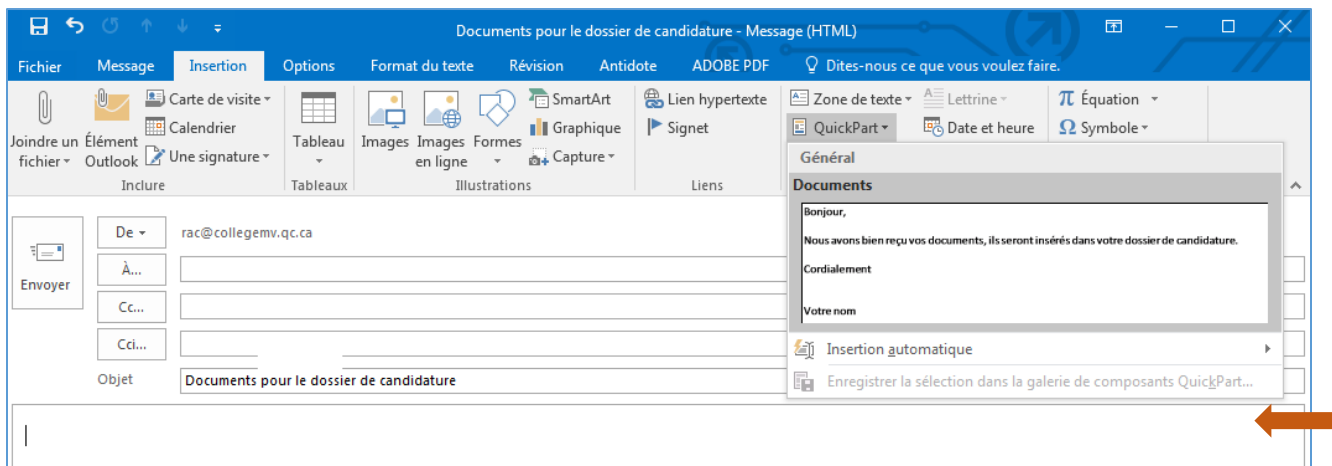 Documents pour le dossier de candidature - Message (HTML)
Fichier Message Insertion Options Format du texte Révision Antidote ADOBE PDF Dites-nous ce que vous voulez faire.
Joindre un fichier
Élément Outlook
Carte de visite
Calendrier
Une signature
Inclure
Tableau
Tableaux
Images
Images en ligne
Formes
SmartArt
Graphique
Capture
Illustrations
Lien hypertexte
Signet
Liens
Zone de texte
QuickPart
Lettrine
Date et heure
Équation
Symbole
Général
Documents
Bonjour,
Nous avons bien reçu vos documents, ils seront insérés dans votre dossier de candidature.
Cordialement
Votre nom
Insertion automatique
Enregistrer la sélection dans la galerie de composants QuickPart...
Envoyer
De
rac@collegemv.qc.ca
À...
Cc...
Cci...
Objet
Documents pour le dossier de candidature